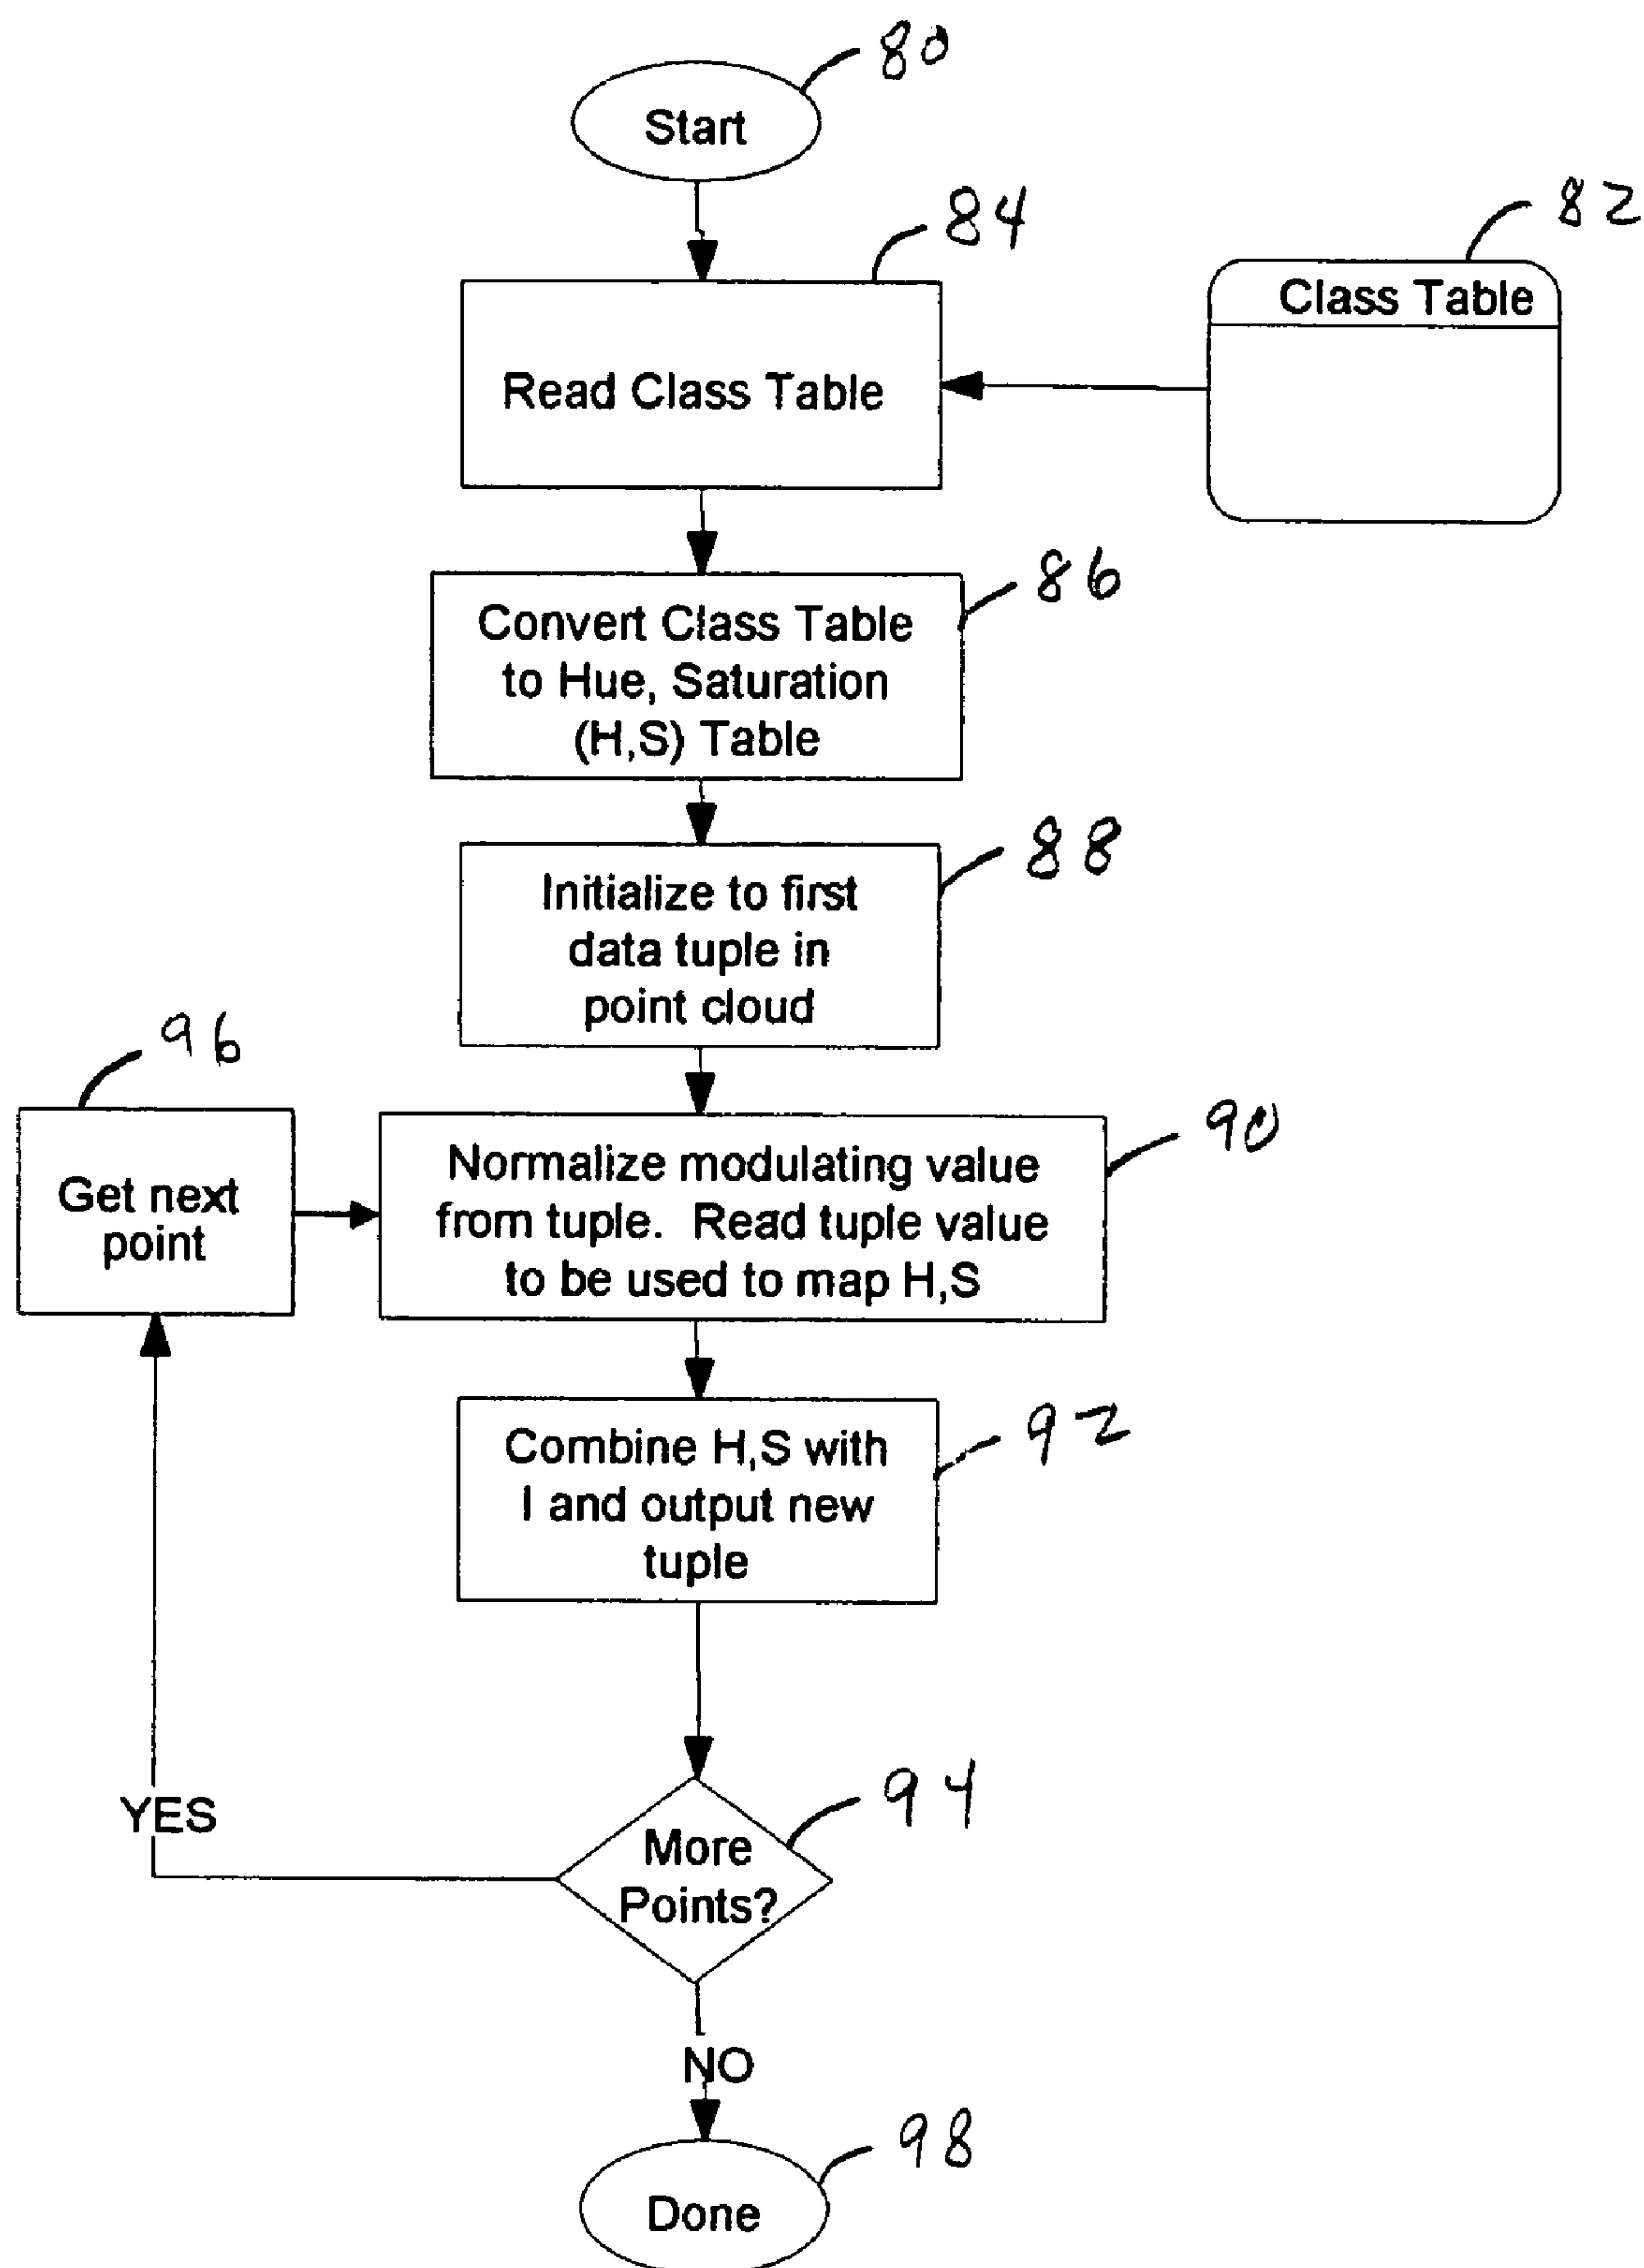 80
Start
84
82
Class Table
Read Class Table
86
Convert Class Table
to Hue, Saturation
(H,S) Table
88
Initialize to first
data tuple in
point cloud
96
90
Get next
point
Normalize modulating value
from tuple. Read tuple value
to be used to map H,S
92
Combine H,S with
I and output new
tuple
94
YES
More
Points?
NO
98
Done